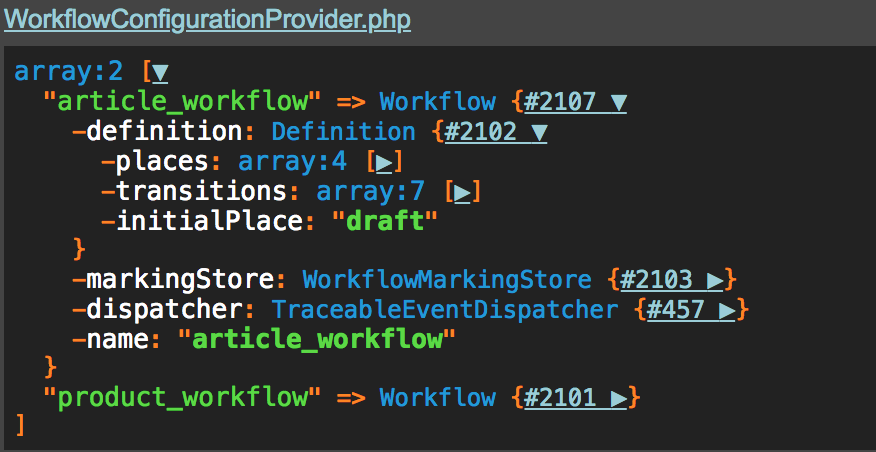 WorkflowConfigurationProvider.php
array:2 [▼
  "article_workflow" => Workflow {#2107 ▼
    -definition: Definition {#2102 ▼
      -places: array:4 [▶]
      -transitions: array:7 [▶]
      -initialPlace: "draft"
    }
    -markingStore: WorkflowMarkingStore {#2103 ▶}
    -dispatcher: TraceableEventDispatcher {#457 ▶}
    -name: "article_workflow"
  }
  "product_workflow" => Workflow {#2101 ▶}
]